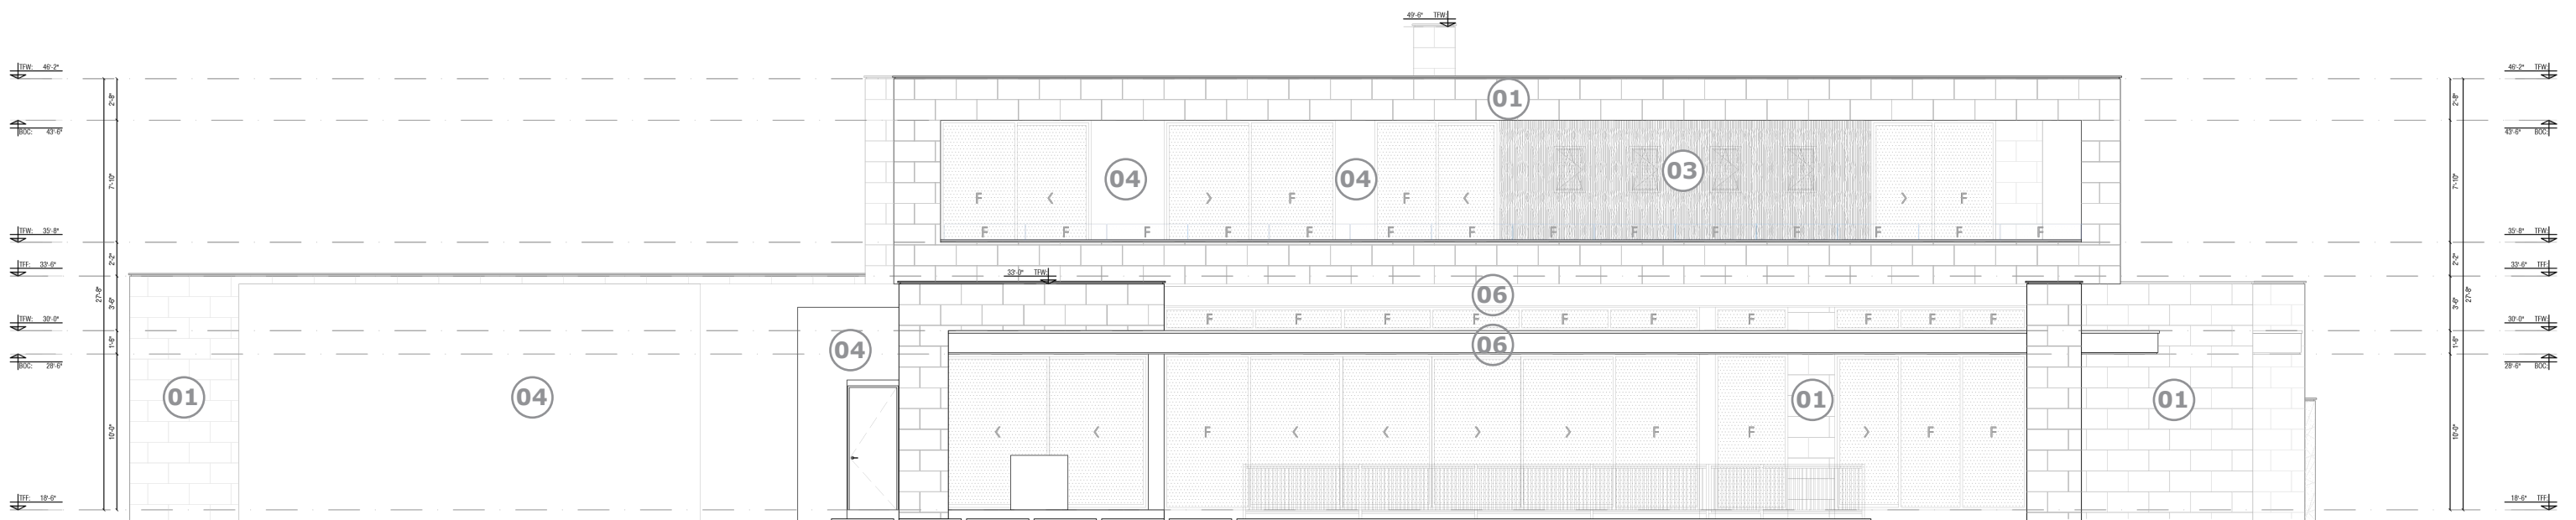 49'-6" TFW:
TFW: 46'-2"
46'-2" TFW:
2'-8"
2'-8"
01
BOC: 43'-6"
43'-6" BOC:
7'-10"
7'-10"
04
04
03
F < > F F < > F
F F F F F F F F F F F F F F
TFW: 35'-8"
35'-8" TFW:
2'-2"
2'-2"
TFF: 33'-6"
33'-6" TFF:
33'-0" TFW:
27'-8"
27'-8"
3'-6"
3'-6"
06
F F F F F F F F F F
TFW: 30'-0"
30'-0" TFW:
1'-6"
1'-6"
06
04
BOC: 28'-6"
28'-6" BOC:
01
04
01
01
10'-0"
10'-0"
< < F < < > > F F > F F
TFF: 18'-6"
18'-6" TFF: